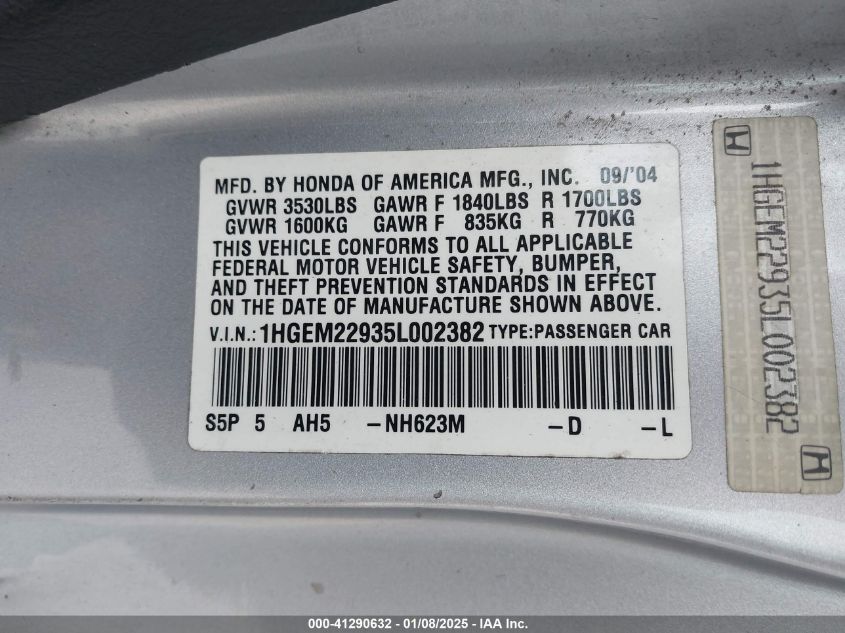 MFD. BY HONDA OF AMERICA MFG., INC. 09/'04
GVWR 3530LBS GAWR F 1840LBS R 1700LBS
GVWR 1600KG GAWR F 835KG R 770KG
THIS VEHICLE CONFORMS TO ALL APPLICABLE
FEDERAL MOTOR VEHICLE SAFETY, BUMPER,
AND THEFT PREVENTION STANDARDS IN EFFECT
ON THE DATE OF MANUFACTURE SHOWN ABOVE.
V.I.N.: 1HGEM22935L002382 TYPE:PASSENGER CAR
S5P 5 AH5 -NH623M -D -L
1HGEM22935L002382
000-41290632 - 01/08/2025 - IAA Inc.